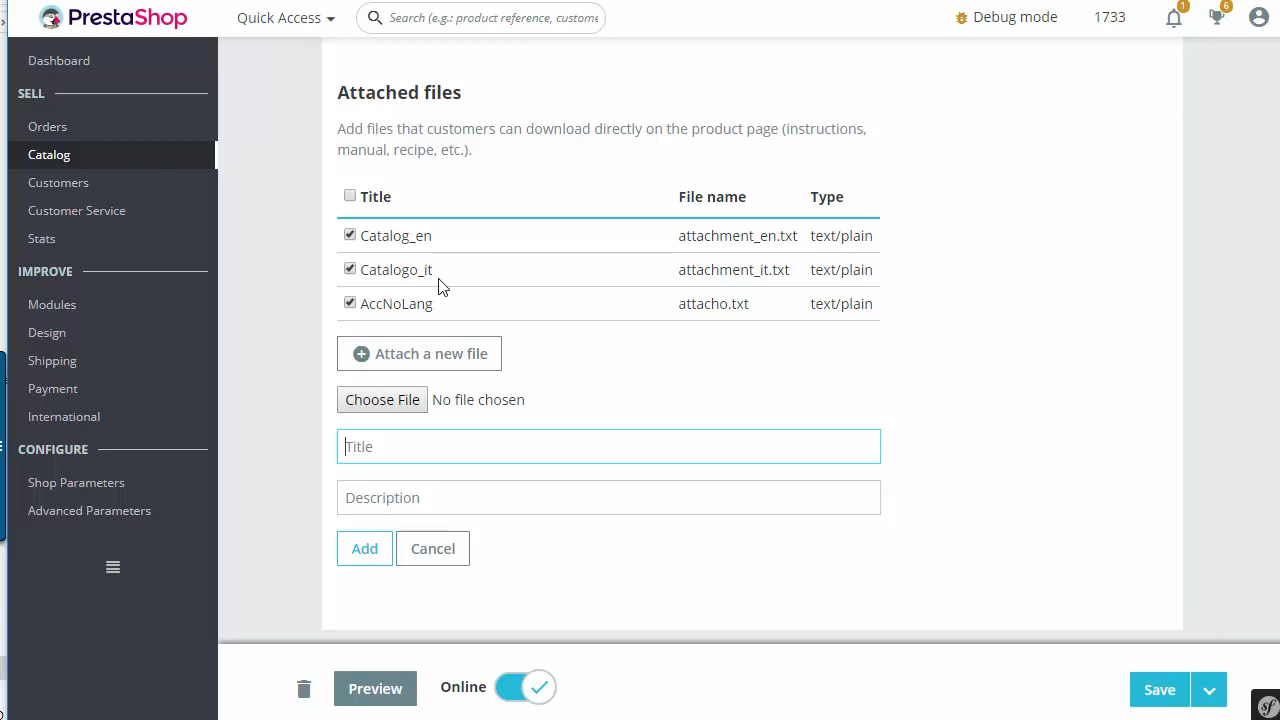 PrestaShop
Quick Access
Search (e.g.: product reference, custome
Debug mode
1733
1
6
Dashboard
SELL
Orders
Catalog
Customers
Customer Service
Stats
IMPROVE
Modules
Design
Shipping
Payment
International
CONFIGURE
Shop Parameters
Advanced Parameters
Attached files
Add files that customers can download directly on the product page (instructions,
manual, recipe, etc.).
Title File name Type
Catalog_en attachment_en.txt text/plain
Catalogo_it attachment_it.txt text/plain
AccNoLang attacho.txt text/plain
Attach a new file
Choose File No file chosen
Title
Description
Add Cancel
Preview Online Save
sf